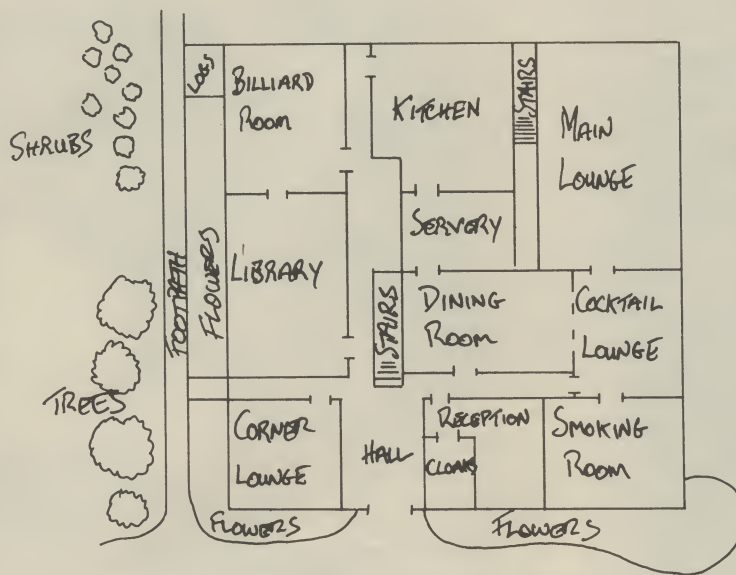 LOGS
BILLIARD
ROOM
KITCHEN
STAIRS
MAIN
LOUNGE
SHRUBS
SERVERY
FOOTPATH
FLOWERS
LIBRARY
STAIRS
DINING
ROOM
COCKTAIL
LOUNGE
TREES
CORNER
LOUNGE
HALL
RECEPTION
CLOAKS
SMOKING
ROOM
FLOWERS
FLOWERS